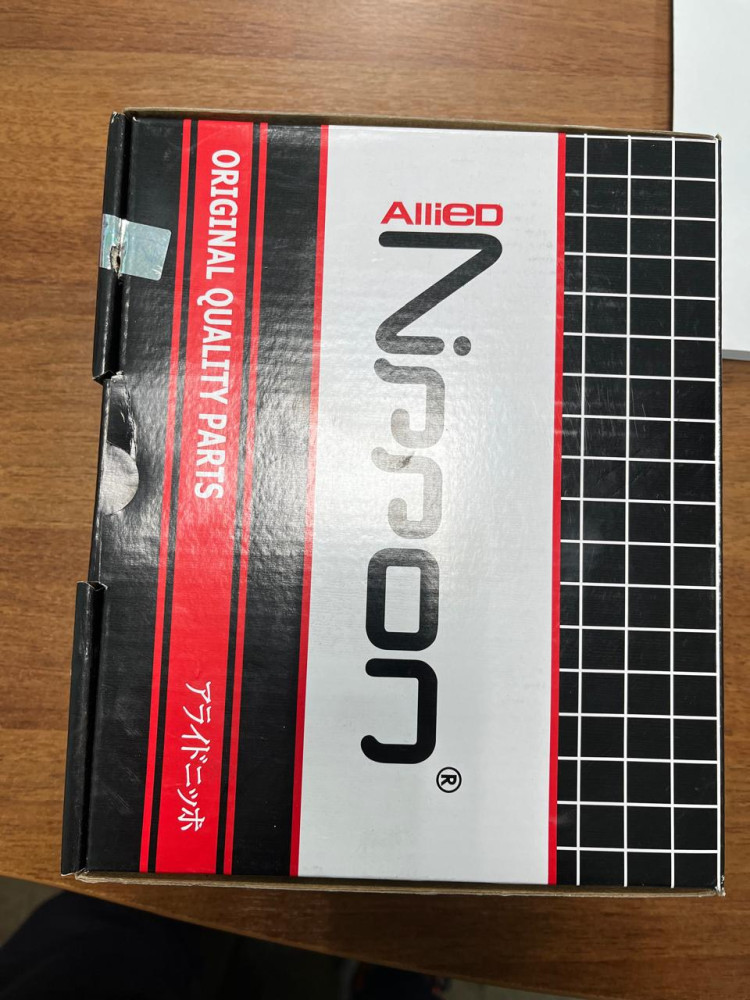 Allied
Nippon®
ORIGINAL QUALITY PARTS
アライドニッポ